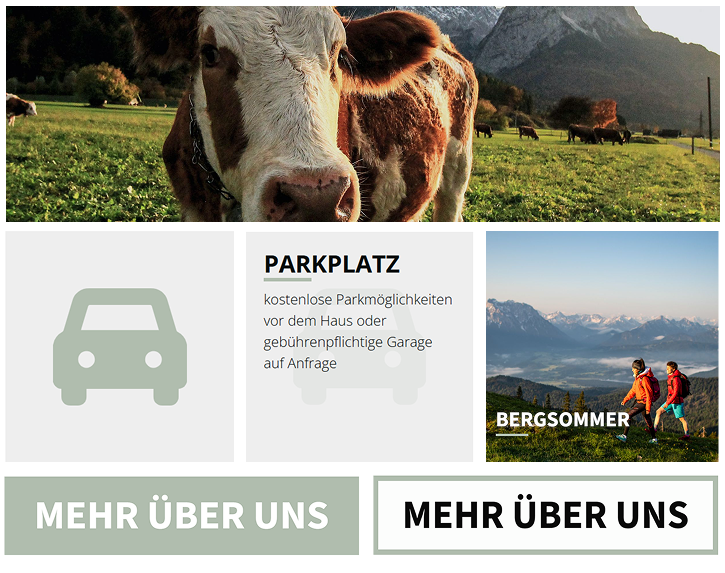 PARKPLATZ
kostenlose Parkmöglichkeiten
vor dem Haus oder
gebührenpflichtige Garage
auf Anfrage
BERGSOMMER
MEHR ÜBER UNS
MEHR ÜBER UNS